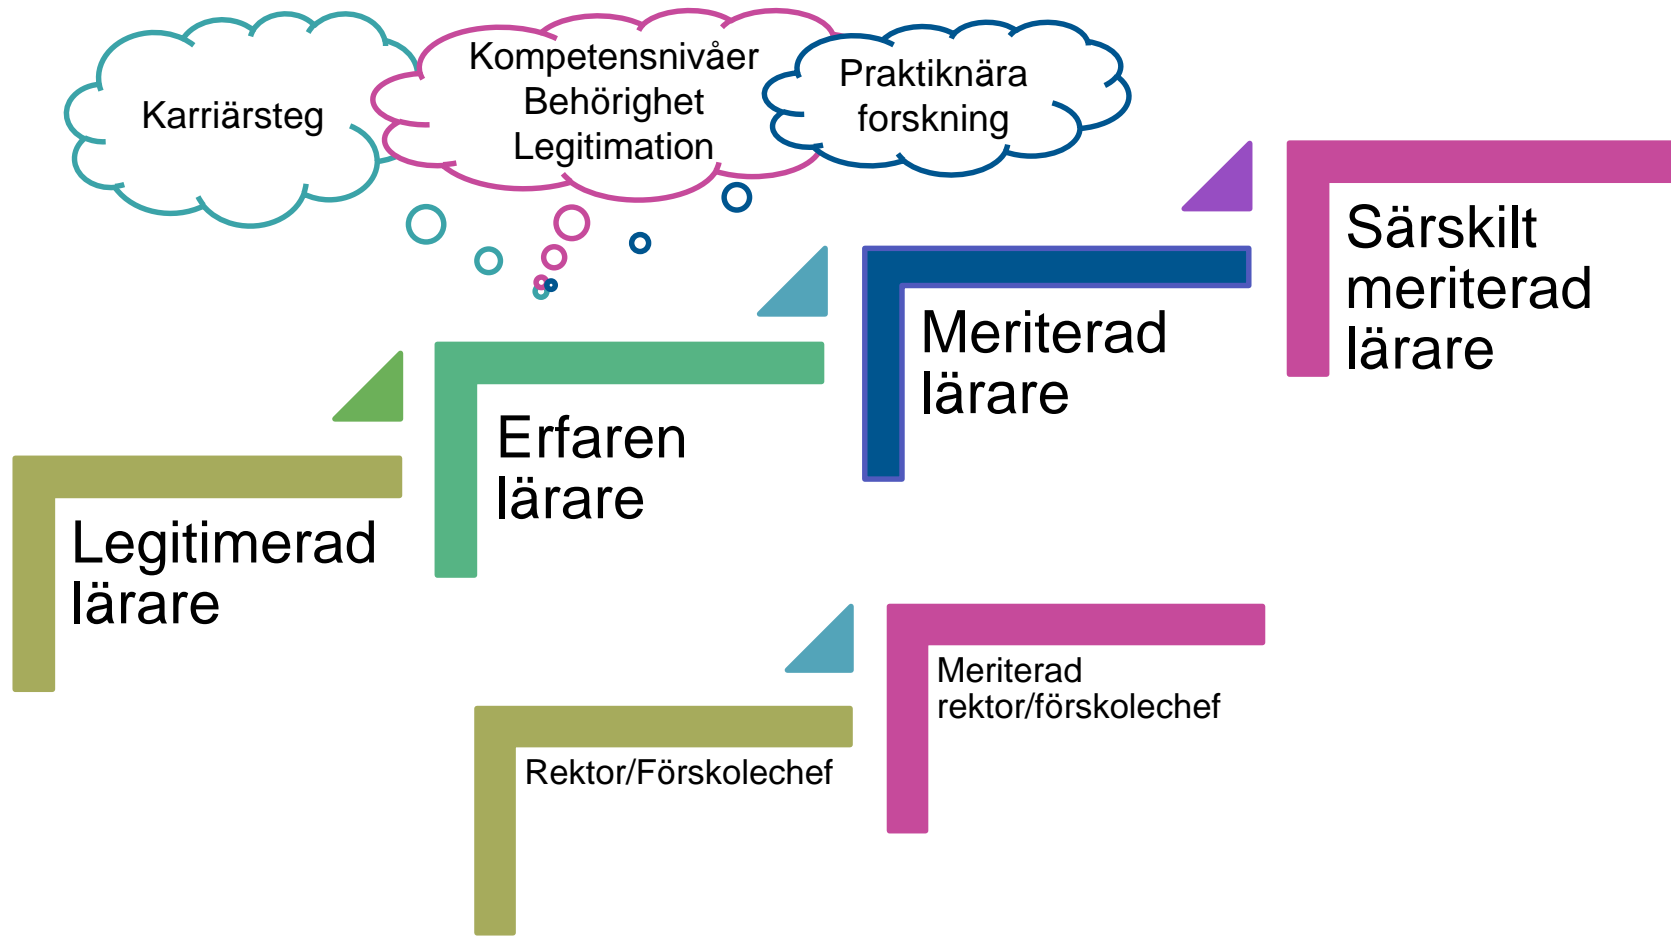 Karriärsteg
Kompetensnivåer
Behörighet
Legitimation
Praktiknära
forskning
Särskilt
meriterad
lärare
Meriterad
lärare
Erfaren
lärare
Legitimerad
lärare
Meriterad
rektor/förskolechef
Rektor/Förskolechef